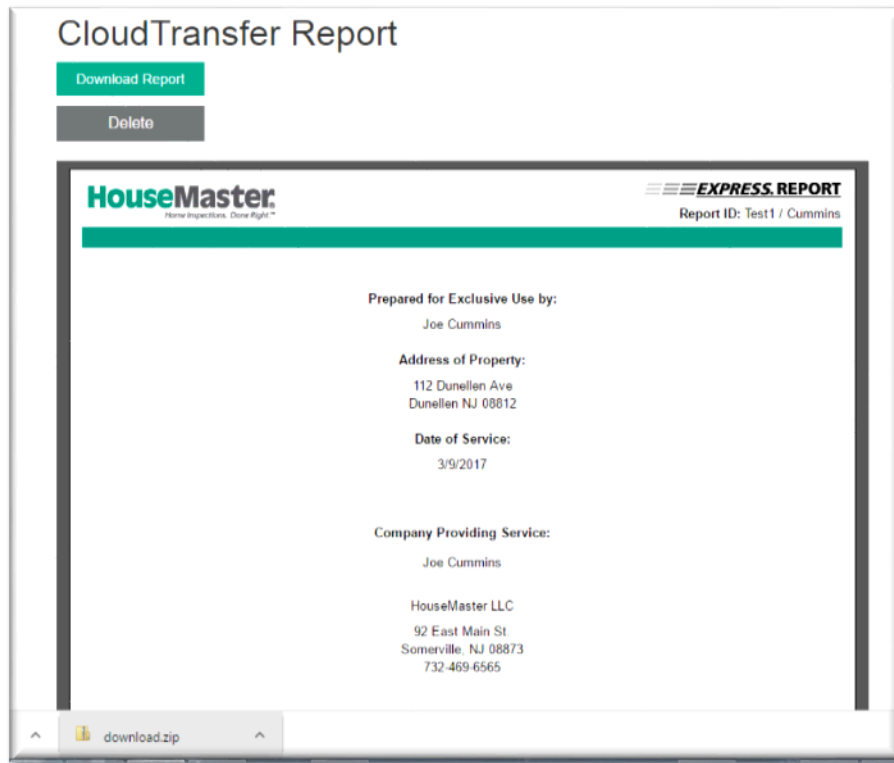 CloudTransfer Report
Download Report
Delete
HouseMaster®
Home Inspections. Done Right.™
EXPRESS. REPORT
Report ID: Test1 / Cummins
Prepared for Exclusive Use by:
Joe Cummins
Address of Property:
112 Dunellen Ave
Dunellen NJ 08812
Date of Service:
3/9/2017
Company Providing Service:
Joe Cummins
HouseMaster LLC
92 East Main St.
Somerville, NJ 08873
732-469-6565
download.zip